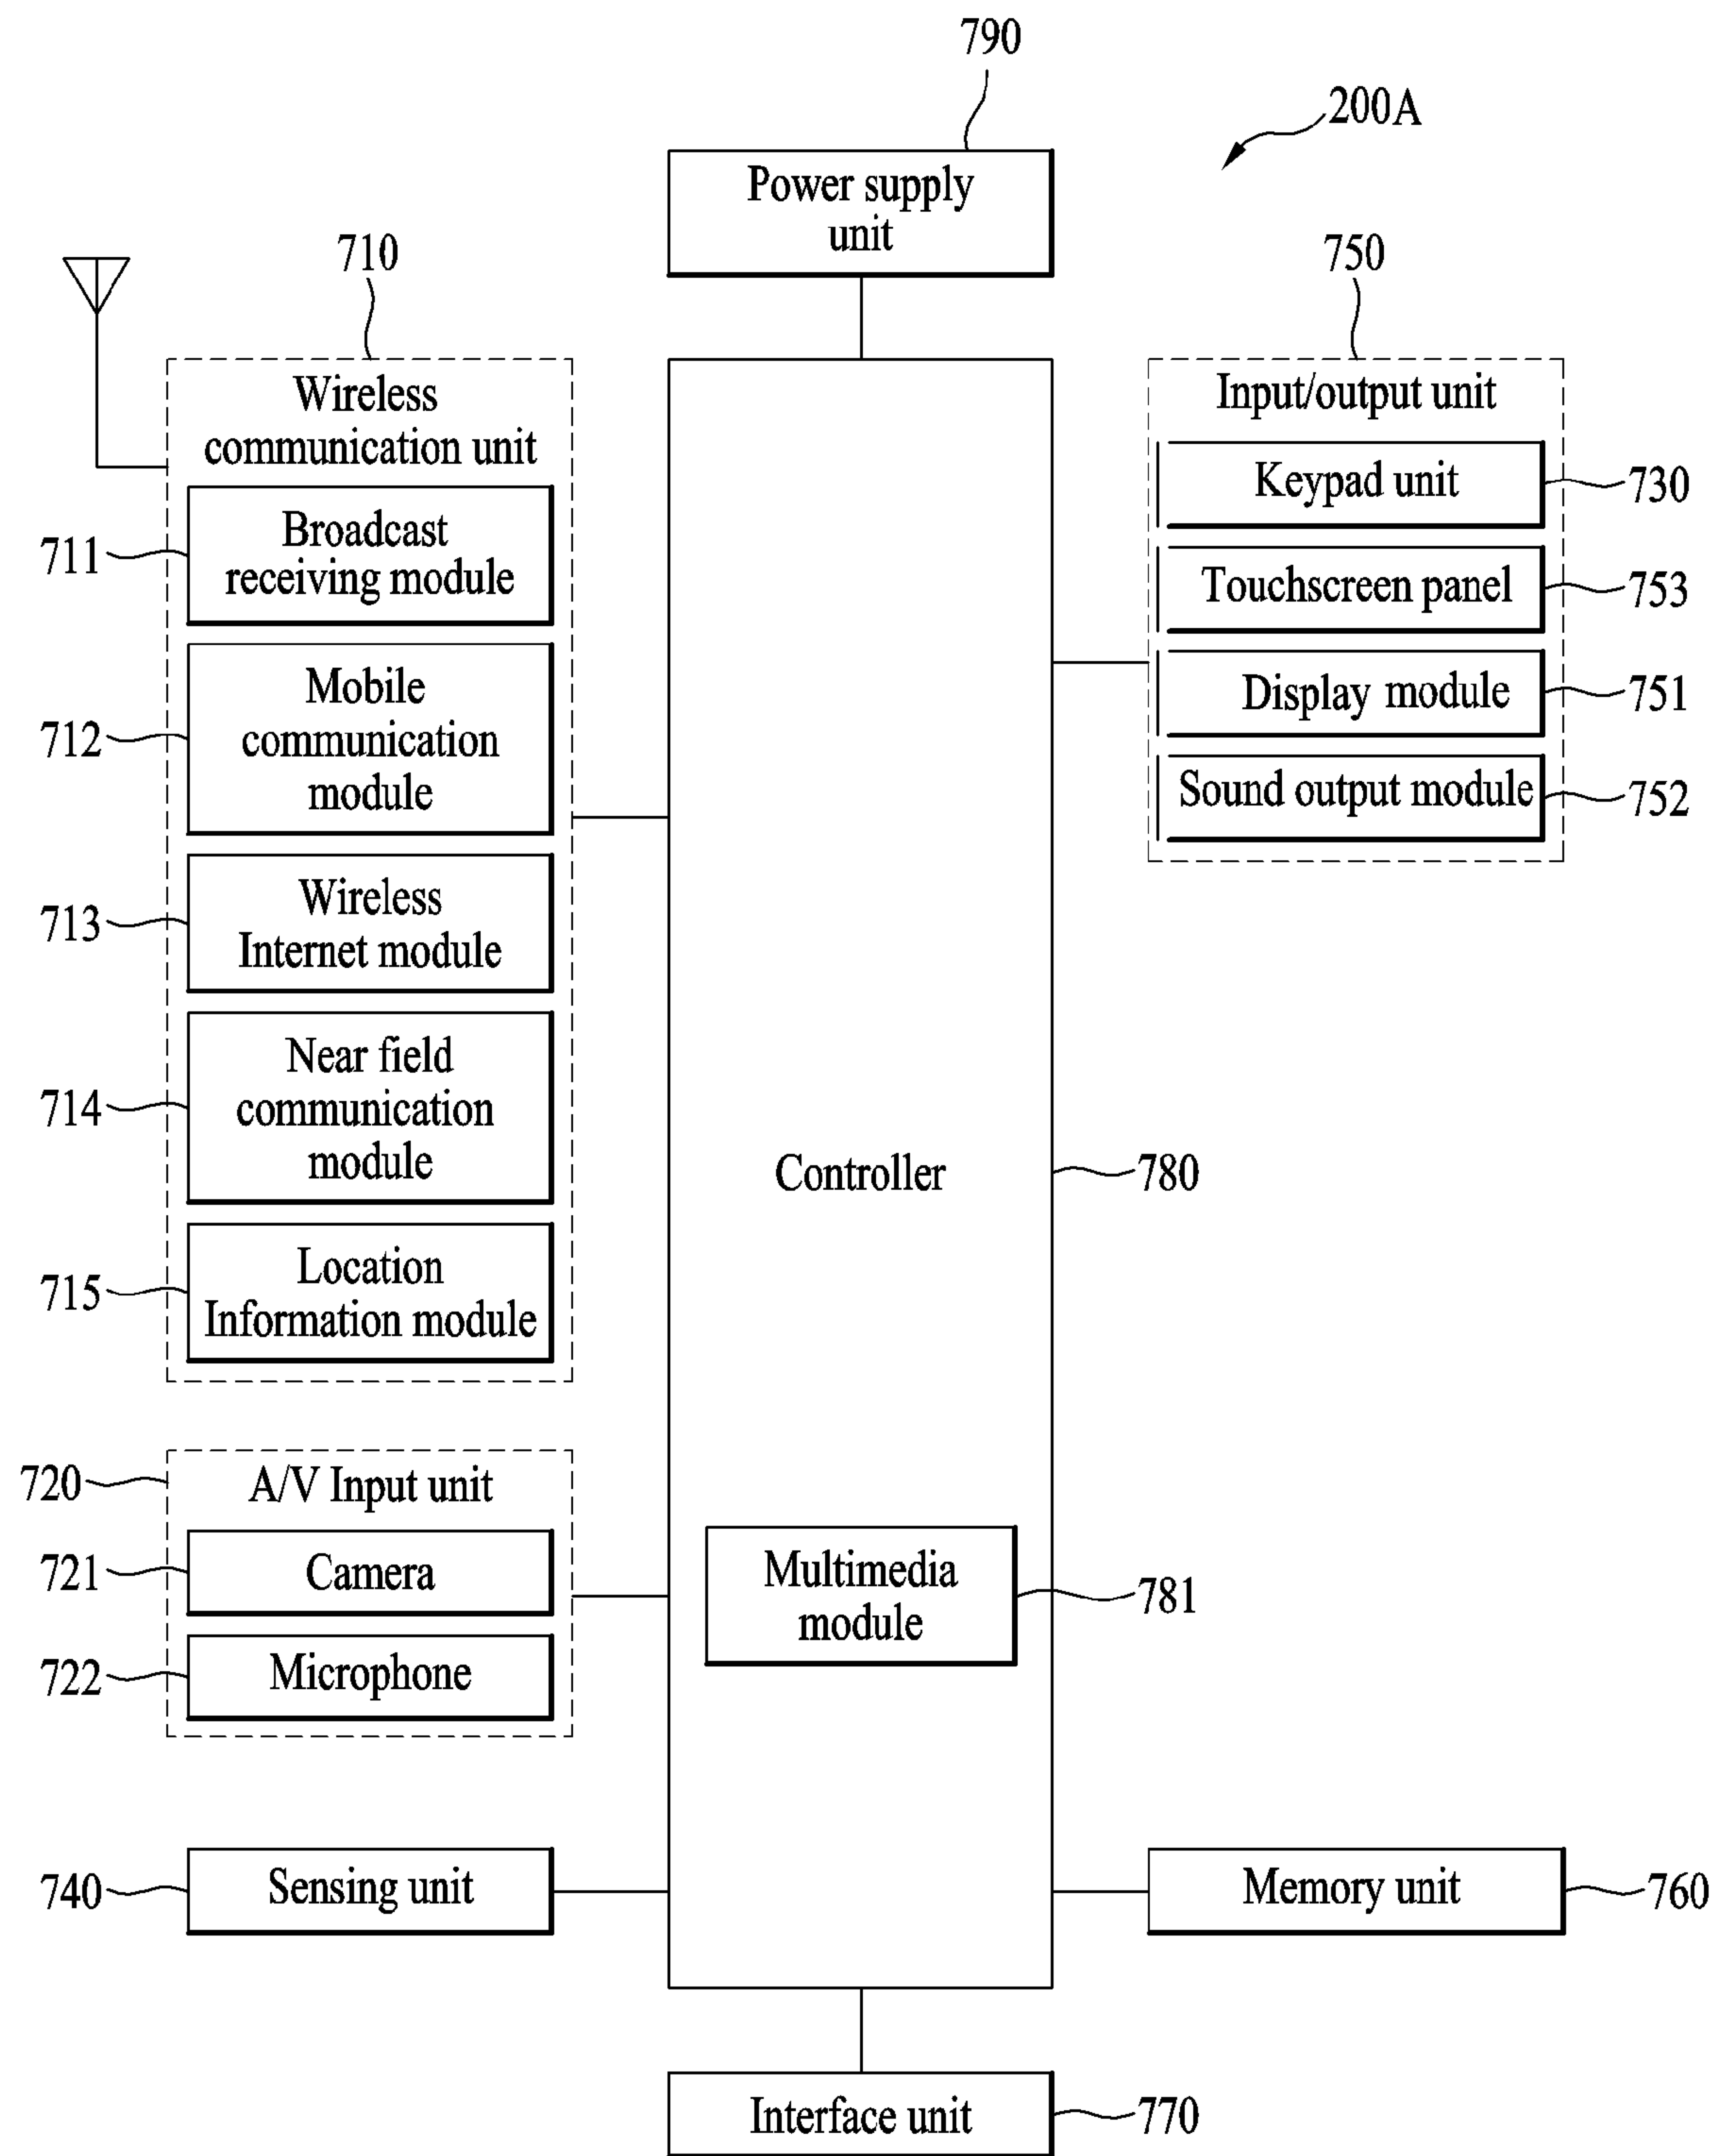 790
200A
Power supply
unit
710
Wireless
communication unit
711
Broadcast
receiving module
712
Mobile
communication
module
713
Wireless
Internet module
714
Near field
communication
module
715
Location
Information module
720
A/V Input unit
721
Camera
722
Microphone
740
Sensing unit
Controller
780
Multimedia
module
781
750
Input/output unit
Keypad unit
730
Touchscreen panel
753
Display module
751
Sound output module
752
Memory unit
760
Interface unit
770